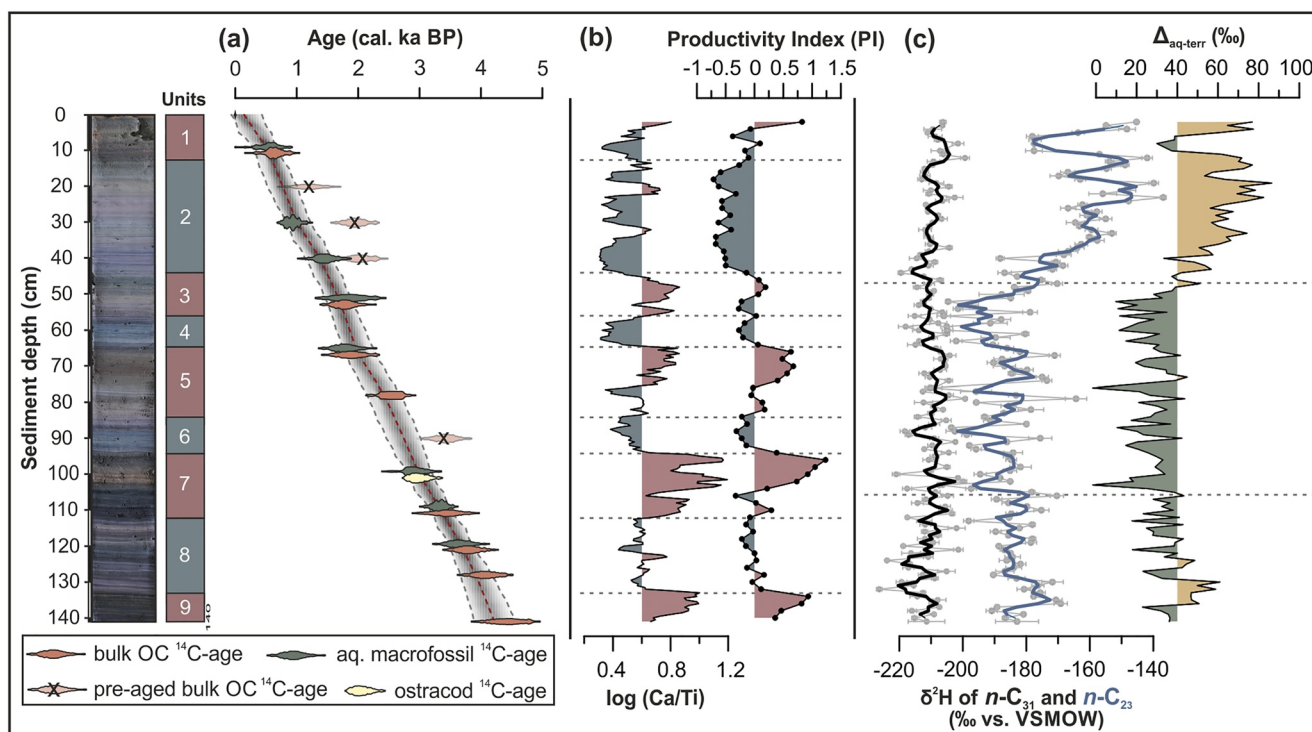 (a)
Age (cal. ka BP)
0 1 2 3 4 5
Units
Sediment depth (cm)
0
10
20
30
40
50
60
70
80
90
100
110
120
130
140
1
2
3
4
5
6
7
8
9
140
(b)
Productivity Index (PI)
-1 -0.5 0 0.5 1 1.5
0.4 0.8 1.2
log (Ca/Ti)
(c)
Δaq-terr (‰)
0 20 40 60 80 100
-220 -200 -180 -160 -140
δ²H of n-C₃₁ and n-C₂₃
(‰ vs. VSMOW)
bulk OC ¹⁴C-age
aq. macrofossil ¹⁴C-age
pre-aged bulk OC ¹⁴C-age
ostracod ¹⁴C-age